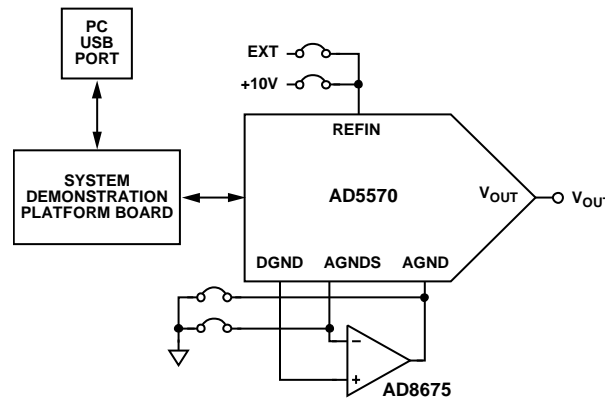 PC
USB
PORT
EXT
+10V
REFIN
SYSTEM
DEMONSTRATION
PLATFORM BOARD
AD5570
VOUT
VOUT
DGND
AGNDS
AGND
−
+
AD8675